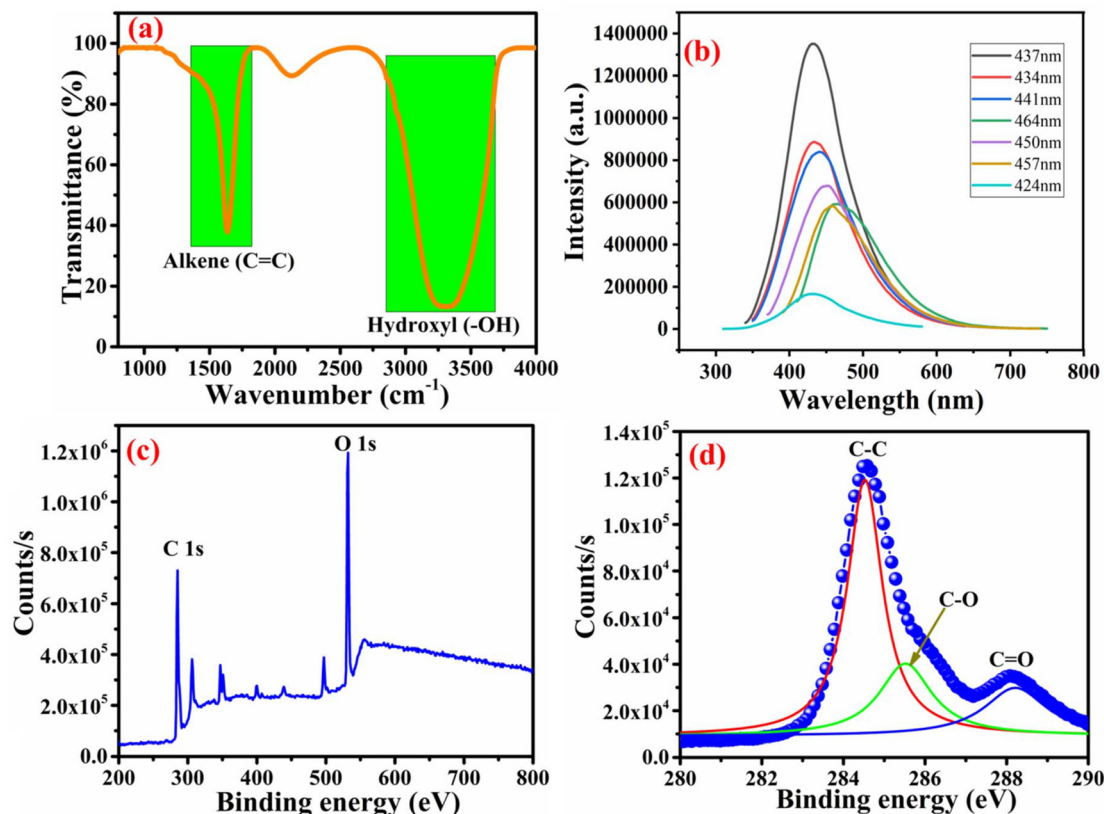 (a)
100
80
60
40
20
0
Transmittance (%)
Alkene (C=C)
Hydroxyl (-OH)
1000 1500 2000 2500 3000 3500 4000
Wavenumber (cm⁻¹)
(b)
1400000
1200000
1000000
800000
600000
400000
200000
0
Intensity (a.u.)
437nm
434nm
441nm
464nm
450nm
457nm
424nm
300 400 500 600 700 800
Wavelength (nm)
(c)
1.2x10⁶
1.0x10⁶
8.0x10⁵
6.0x10⁵
4.0x10⁵
2.0x10⁵
0.0
Counts/s
O 1s
C 1s
200 300 400 500 600 700 800
Binding energy (eV)
(d)
1.4x10⁵
1.2x10⁵
1.0x10⁵
8.0x10⁴
6.0x10⁴
4.0x10⁴
2.0x10⁴
0.0
Counts/s
C-C
C-O
C=O
280 282 284 286 288 290
Binding energy (eV)